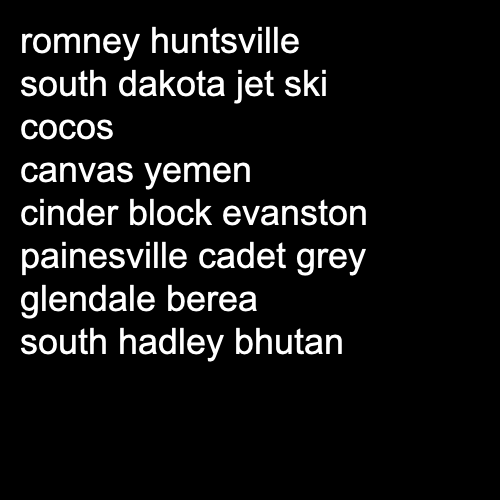 romney huntsville
south dakota jet ski
cocos
canvas yemen
cinder block evanston
painesville cadet grey
glendale berea
south hadley bhutan